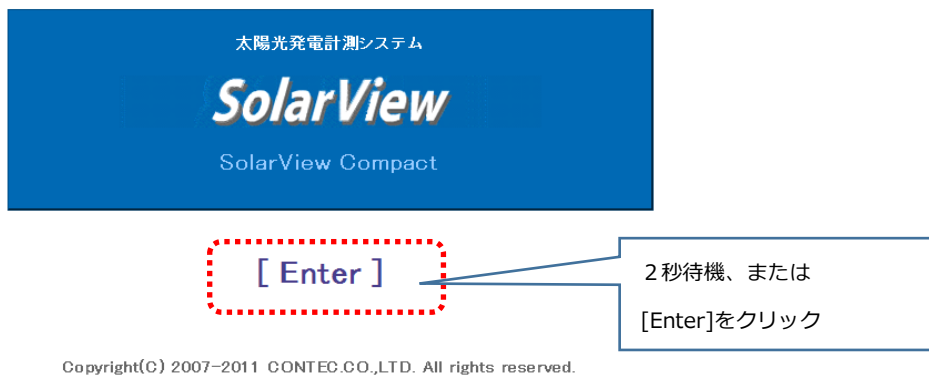 太陽光発電計測システム
SolarView
SolarView Compact
[ Enter ]
2秒待機、または
[Enter]をクリック
Copyright(C) 2007-2011 CONTEC.CO.,LTD. All rights reserved.